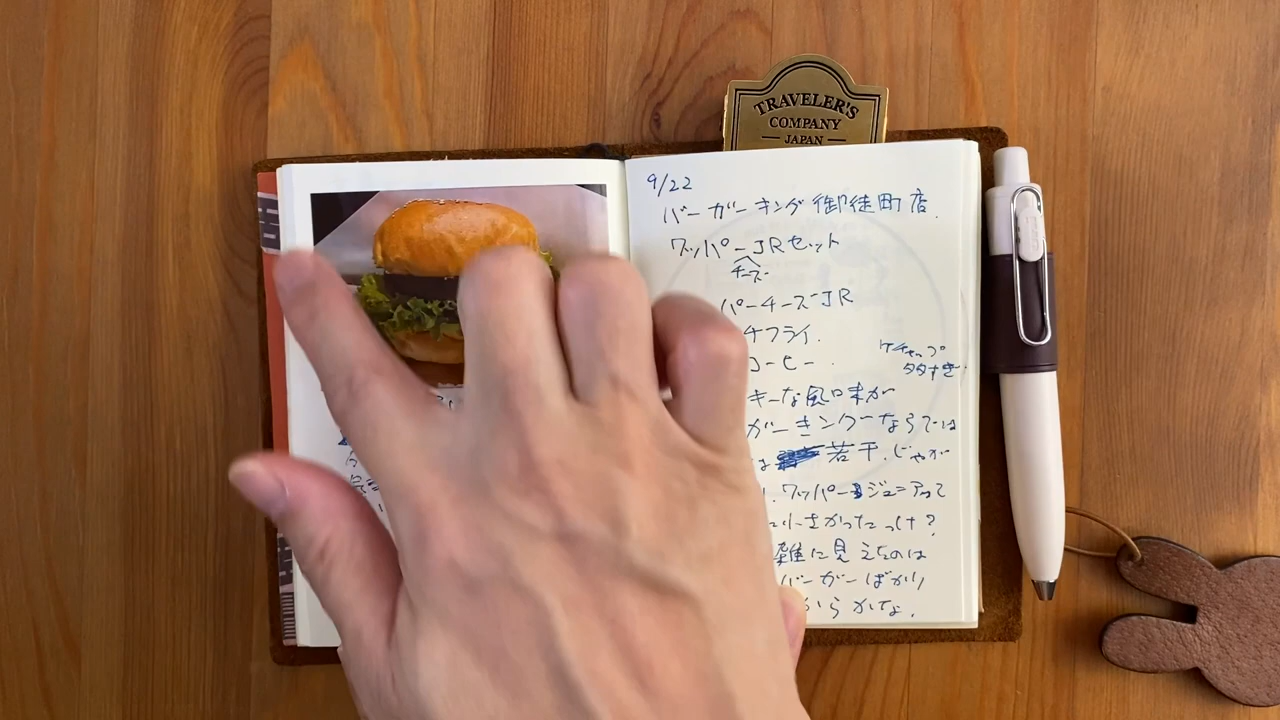 TRAVELER'S
COMPANY
JAPAN
9/22
バーガーキング御徒町店.
ワッパーJRセット
チーズ
パーチーズJR
チフライ.
コーヒー.
ケチャップ
多すぎ.
キーな風味が
ガーキングーならでは
は 若干.じゃが
.ワッパージュニアって
小さかったっけ?
雑に見えるのは
バーガーばかり
からかな.